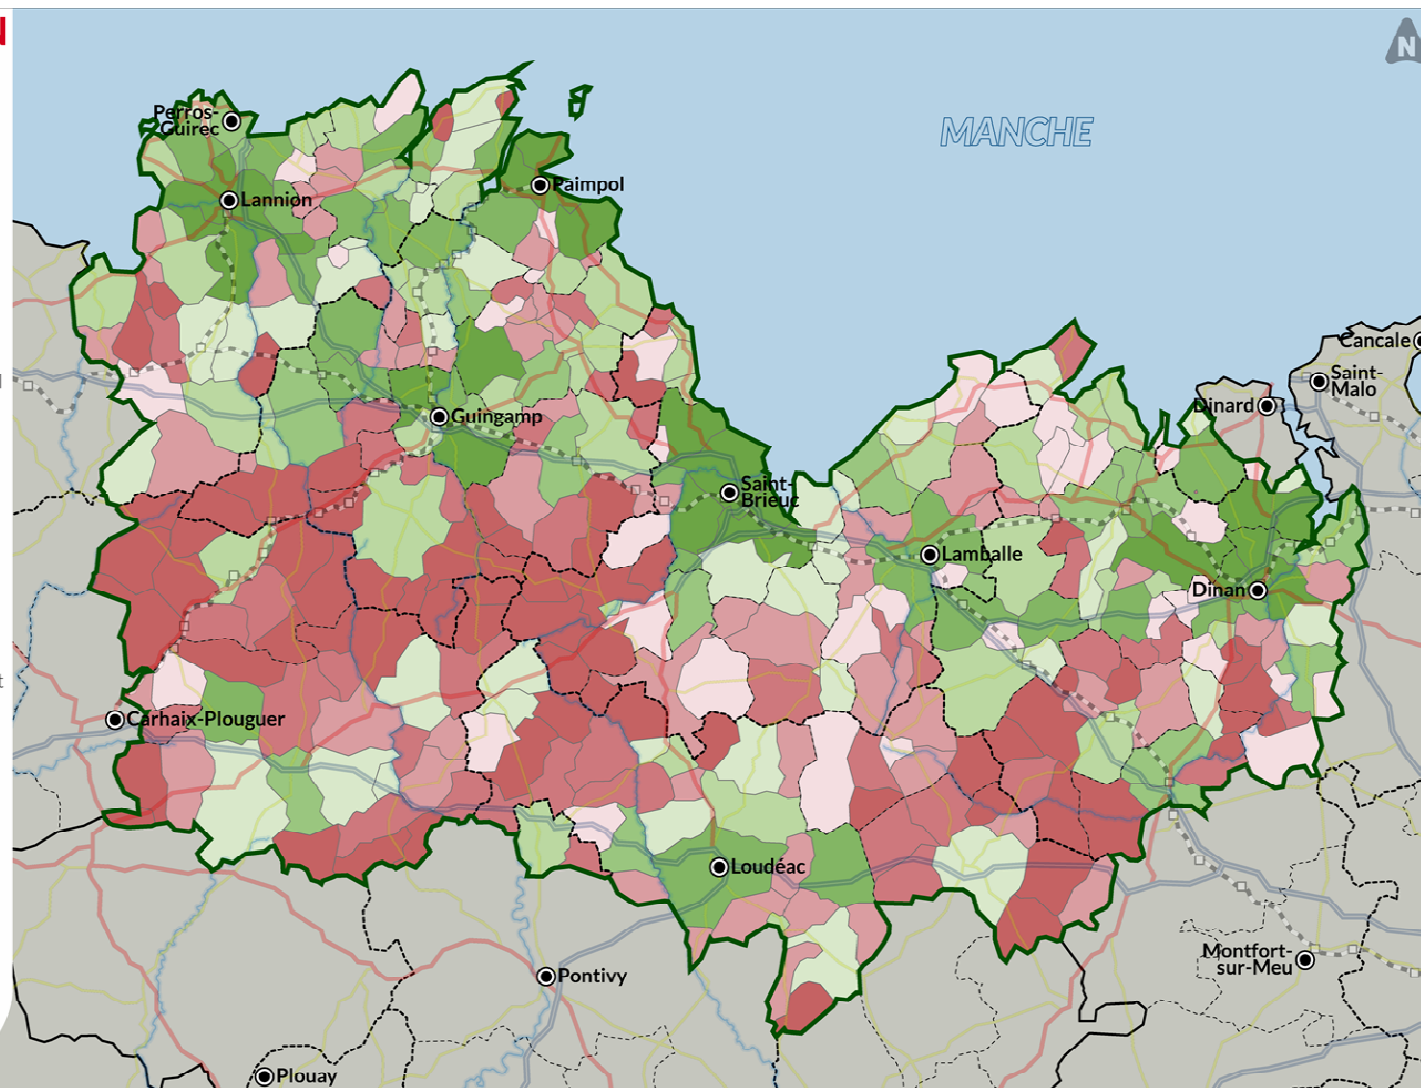 N
Perros-
Guirec
MANCHE
Paimpol
Lannion
Cancale
Saint-
Malo
Dinard
Guingamp
Saint-
Brieuc
Lamballe
Dinan
Carhaix-Plouguer
Loudéac
Montfort-
sur-Meu
Pontivy
Plouay